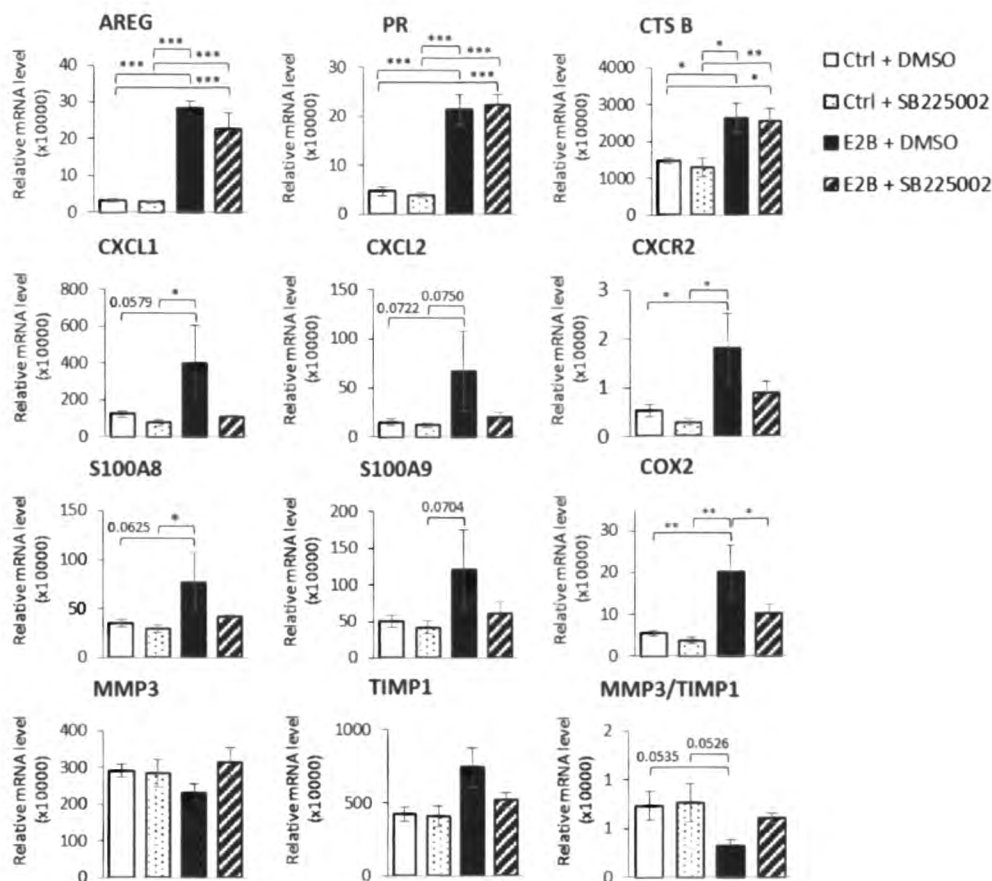 AREG
PR
CTS B
Relative mRNA level
(x10000)
40
30
20
10
0
***
***
***
***
Relative mRNA level
(x10000)
30
20
10
0
***
***
***
***
Relative mRNA level
(x10000)
4000
3000
2000
1000
0
*
*
**
*
Ctrl + DMSO
Ctrl + SB225002
E2B + DMSO
E2B + SB225002
CXCL1
CXCL2
CXCR2
Relative mRNA level
(x10000)
800
600
400
200
0
0.0579
*
Relative mRNA level
(x10000)
150
100
50
0
0.0722
0.0750
Relative mRNA level
(x10000)
3
2
1
0
*
*
S100A8
S100A9
COX2
Relative mRNA level
(x10000)
150
100
50
0
0.0625
*
Relative mRNA level
(x10000)
200
150
100
50
0
0.0704
Relative mRNA level
(x10000)
30
20
10
0
**
**
*
MMP3
TIMP1
MMP3/TIMP1
Relative mRNA level
(x10000)
400
300
200
100
0
Relative mRNA level
(x10000)
1000
500
0
Relative mRNA level
(x10000)
2
1
1
0
0.0535
0.0526